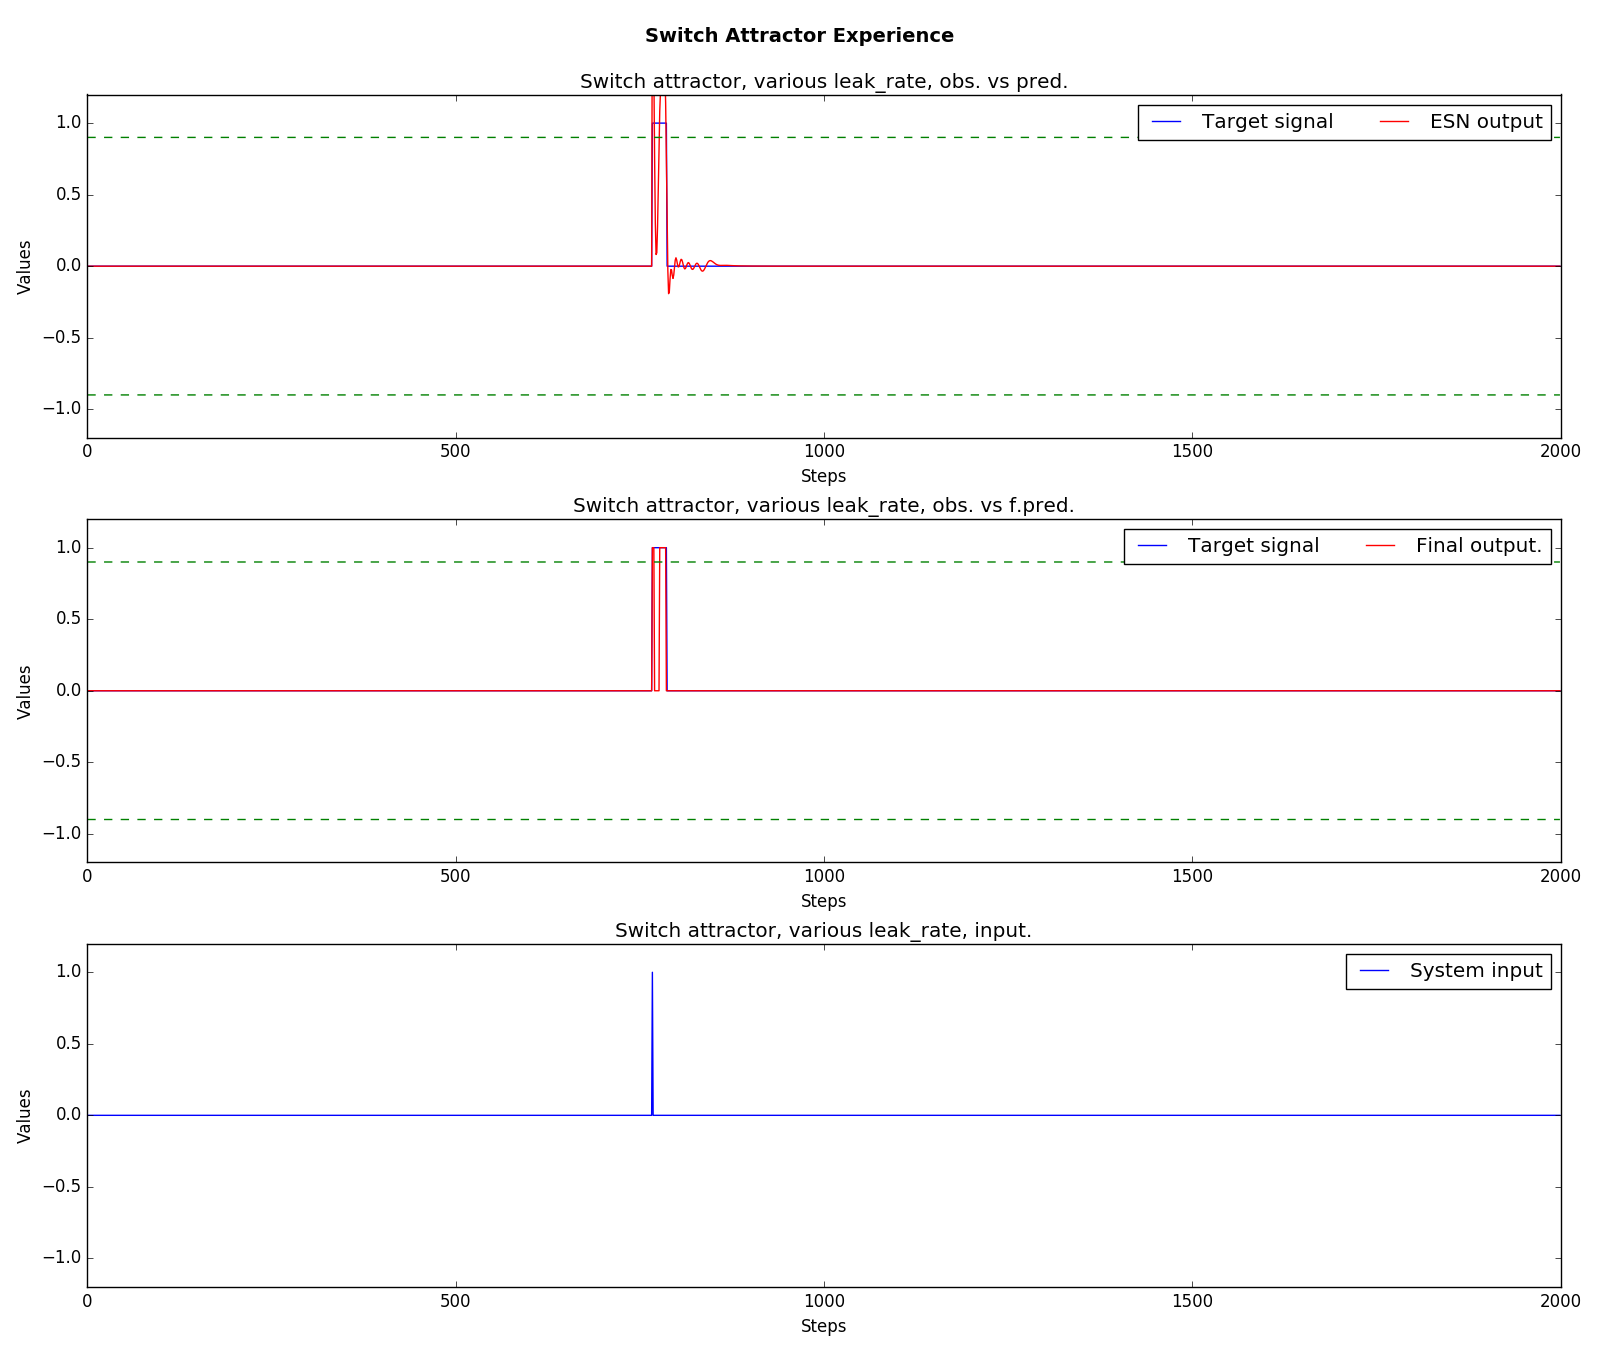 Switch Attractor Experience
Switch attractor, various leak_rate, obs. vs pred.
Target signal ESN output
1.0
0.5
0.0
−0.5
−1.0
Values
0 500 1000 1500 2000
Steps
Switch attractor, various leak_rate, obs. vs f.pred.
Target signal Final output.
1.0
0.5
0.0
−0.5
−1.0
Values
0 500 1000 1500 2000
Steps
Switch attractor, various leak_rate, input.
System input
1.0
0.5
0.0
−0.5
−1.0
Values
0 500 1000 1500 2000
Steps